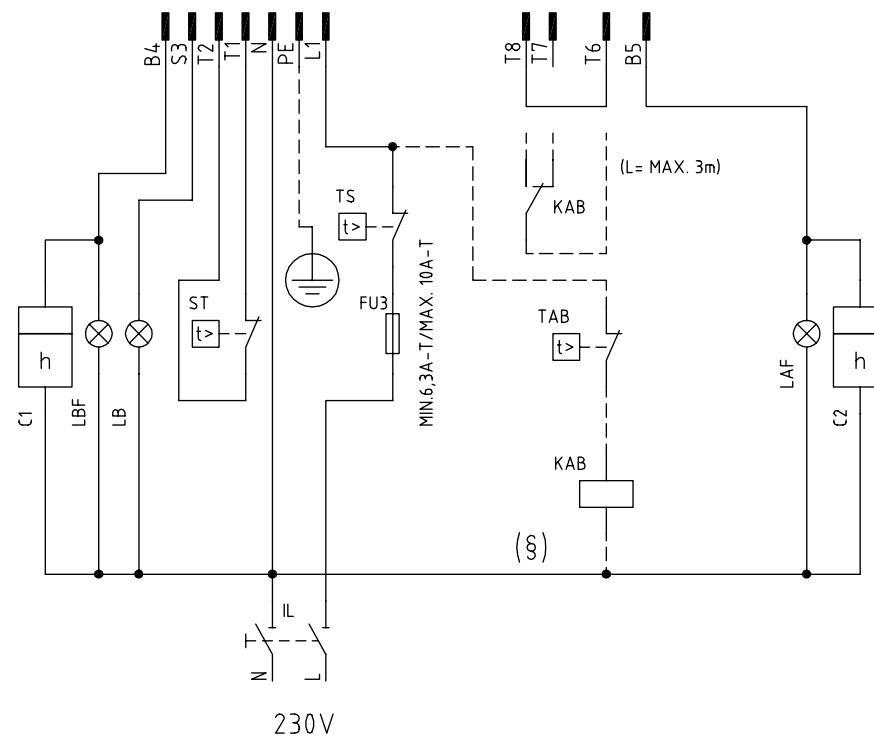 B4
S3
T2
T1
N
PE
L1
T8
T7
T6
B5
(L= MAX. 3m)
TS
t>
KAB
ST
t>
FU3
MIN.6,3A-T/MAX. 10A-T
TAB
t>
h
h
C1
LBF
LB
LAF
C2
KAB
(§)
IL
N
L
230V